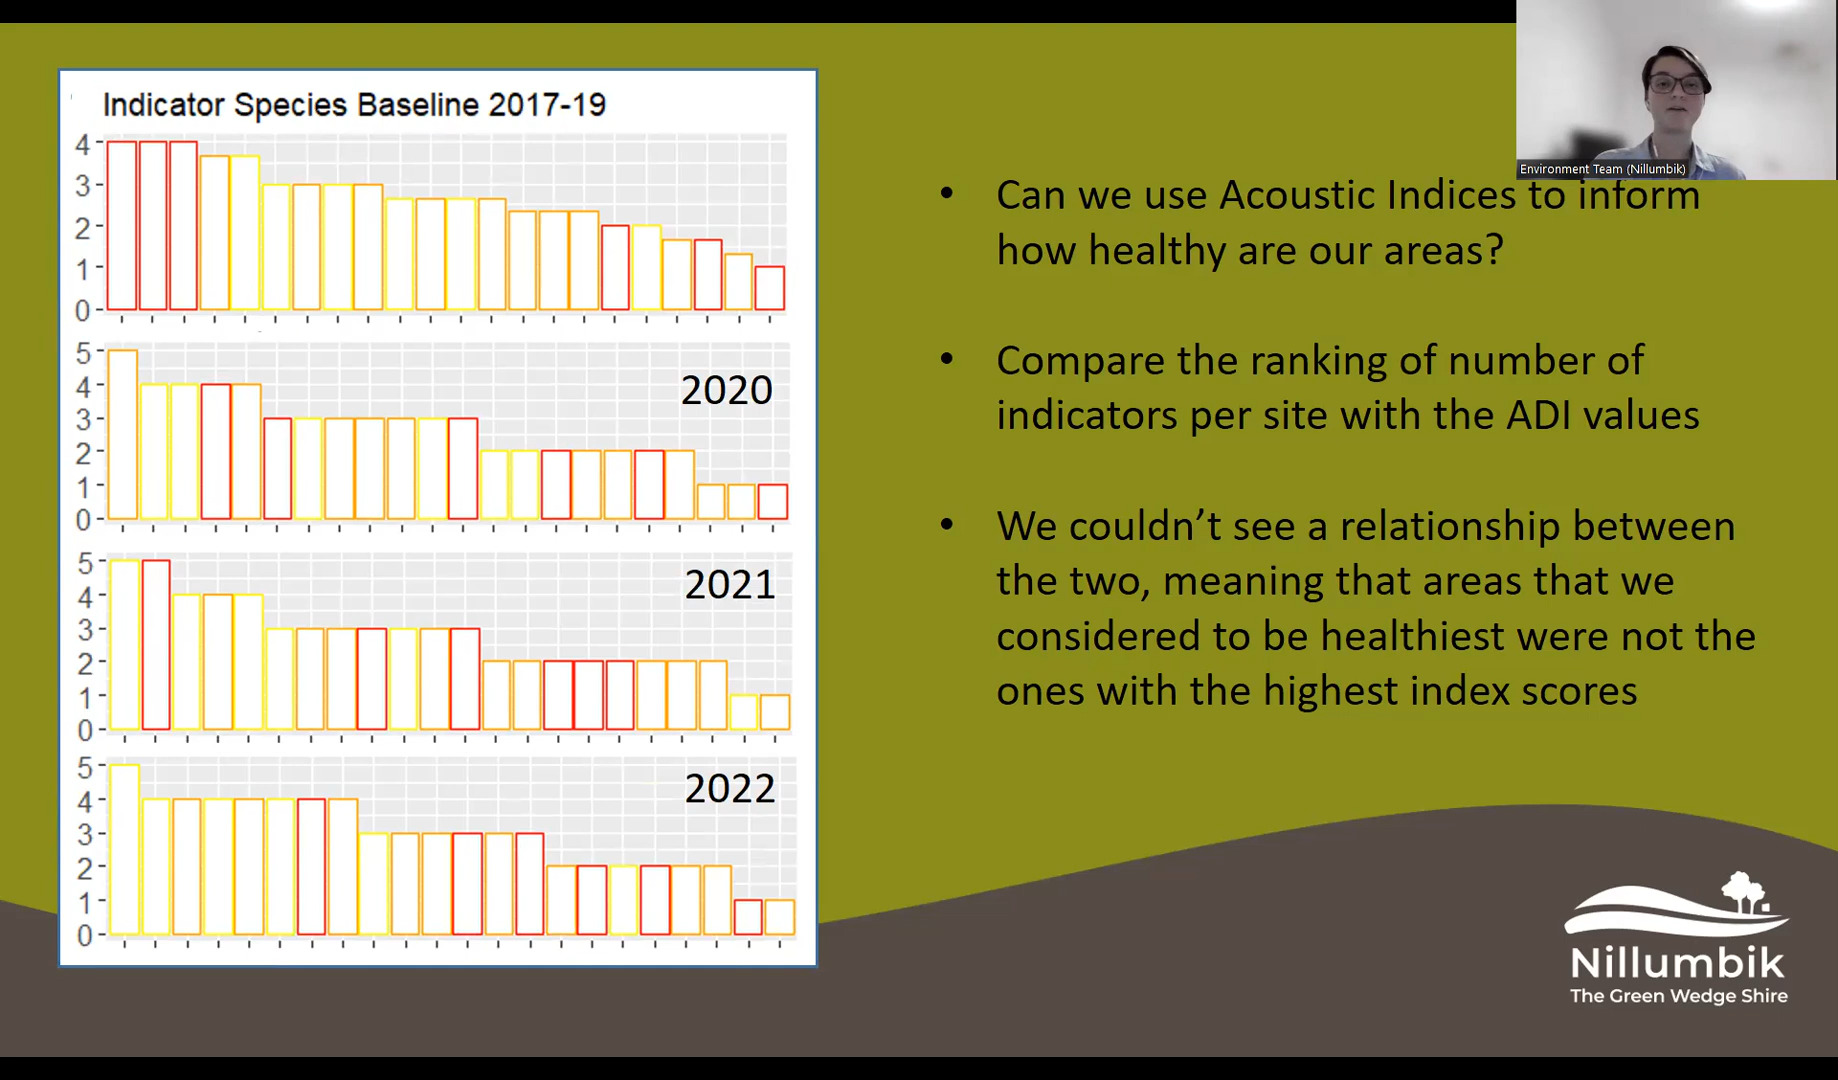 Indicator Species Baseline 2017-19
4
3
2
1
0
5
4
3
2
1
0
2020
5
4
3
2
1
0
2021
5
4
3
2
1
0
2022
Environment Team (Nillumbik)
• Can we use Acoustic Indices to inform
how healthy are our areas?
• Compare the ranking of number of
indicators per site with the ADI values
• We couldn’t see a relationship between
the two, meaning that areas that we
considered to be healthiest were not the
ones with the highest index scores
Nillumbik
The Green Wedge Shire